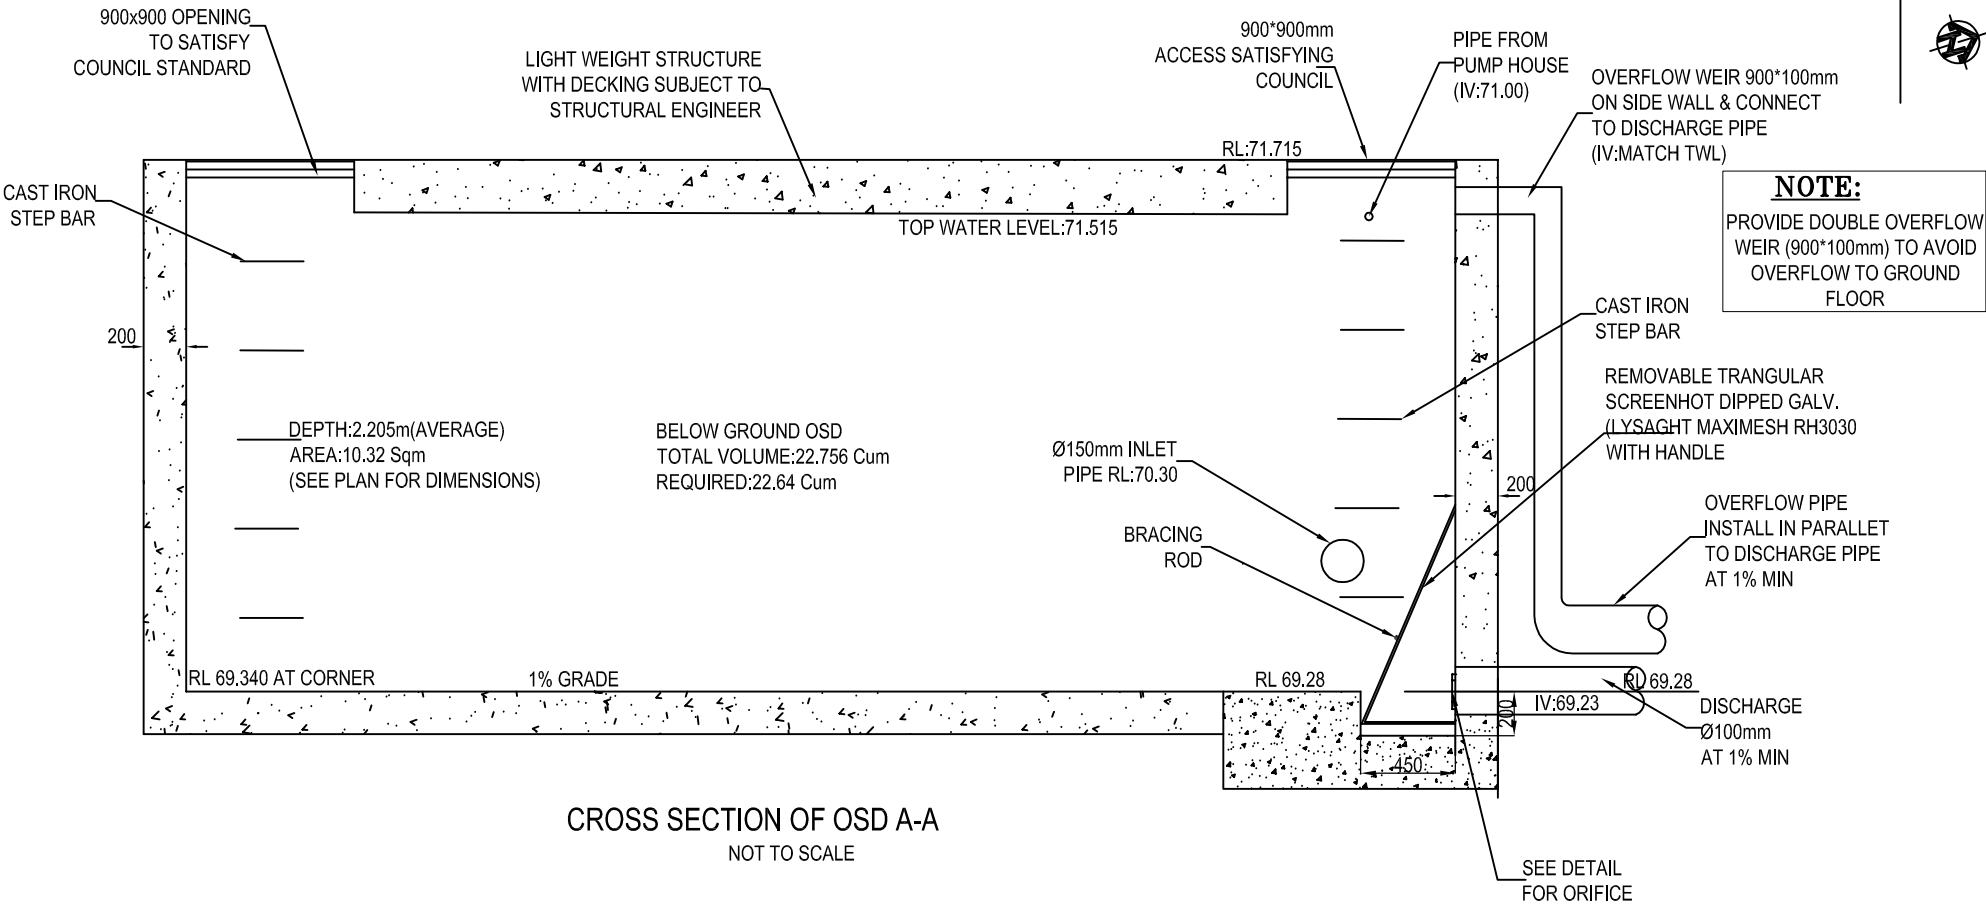 900x900 OPENING
TO SATISFY
COUNCIL STANDARD
LIGHT WEIGHT STRUCTURE
WITH DECKING SUBJECT TO
STRUCTURAL ENGINEER
900*900mm
ACCESS SATISFYING
COUNCIL
PIPE FROM
PUMP HOUSE
(IV:71.00)
OVERFLOW WEIR 900*100mm
ON SIDE WALL & CONNECT
TO DISCHARGE PIPE
(IV:MATCH TWL)
NOTE:
PROVIDE DOUBLE OVERFLOW
WEIR (900*100mm) TO AVOID
OVERFLOW TO GROUND
FLOOR
RL:71.715
CAST IRON
STEP BAR
TOP WATER LEVEL:71.515
200
CAST IRON
STEP BAR
REMOVABLE TRANGULAR
SCREENHOT DIPPED GALV.
(LYSAGHT MAXIMESH RH3030
WITH HANDLE
DEPTH:2.205m(AVERAGE)
AREA:10.32 Sqm
(SEE PLAN FOR DIMENSIONS)
BELOW GROUND OSD
TOTAL VOLUME:22.756 Cum
REQUIRED:22.64 Cum
Ø150mm INLET
PIPE RL:70.30
200
BRACING
ROD
OVERFLOW PIPE
INSTALL IN PARALLET
TO DISCHARGE PIPE
AT 1% MIN
RL 69.340 AT CORNER
1% GRADE
RL 69.28
RL 69.28
IV:69.23
200
DISCHARGE
Ø100mm
AT 1% MIN
450
CROSS SECTION OF OSD A-A
NOT TO SCALE
SEE DETAIL
FOR ORIFICE